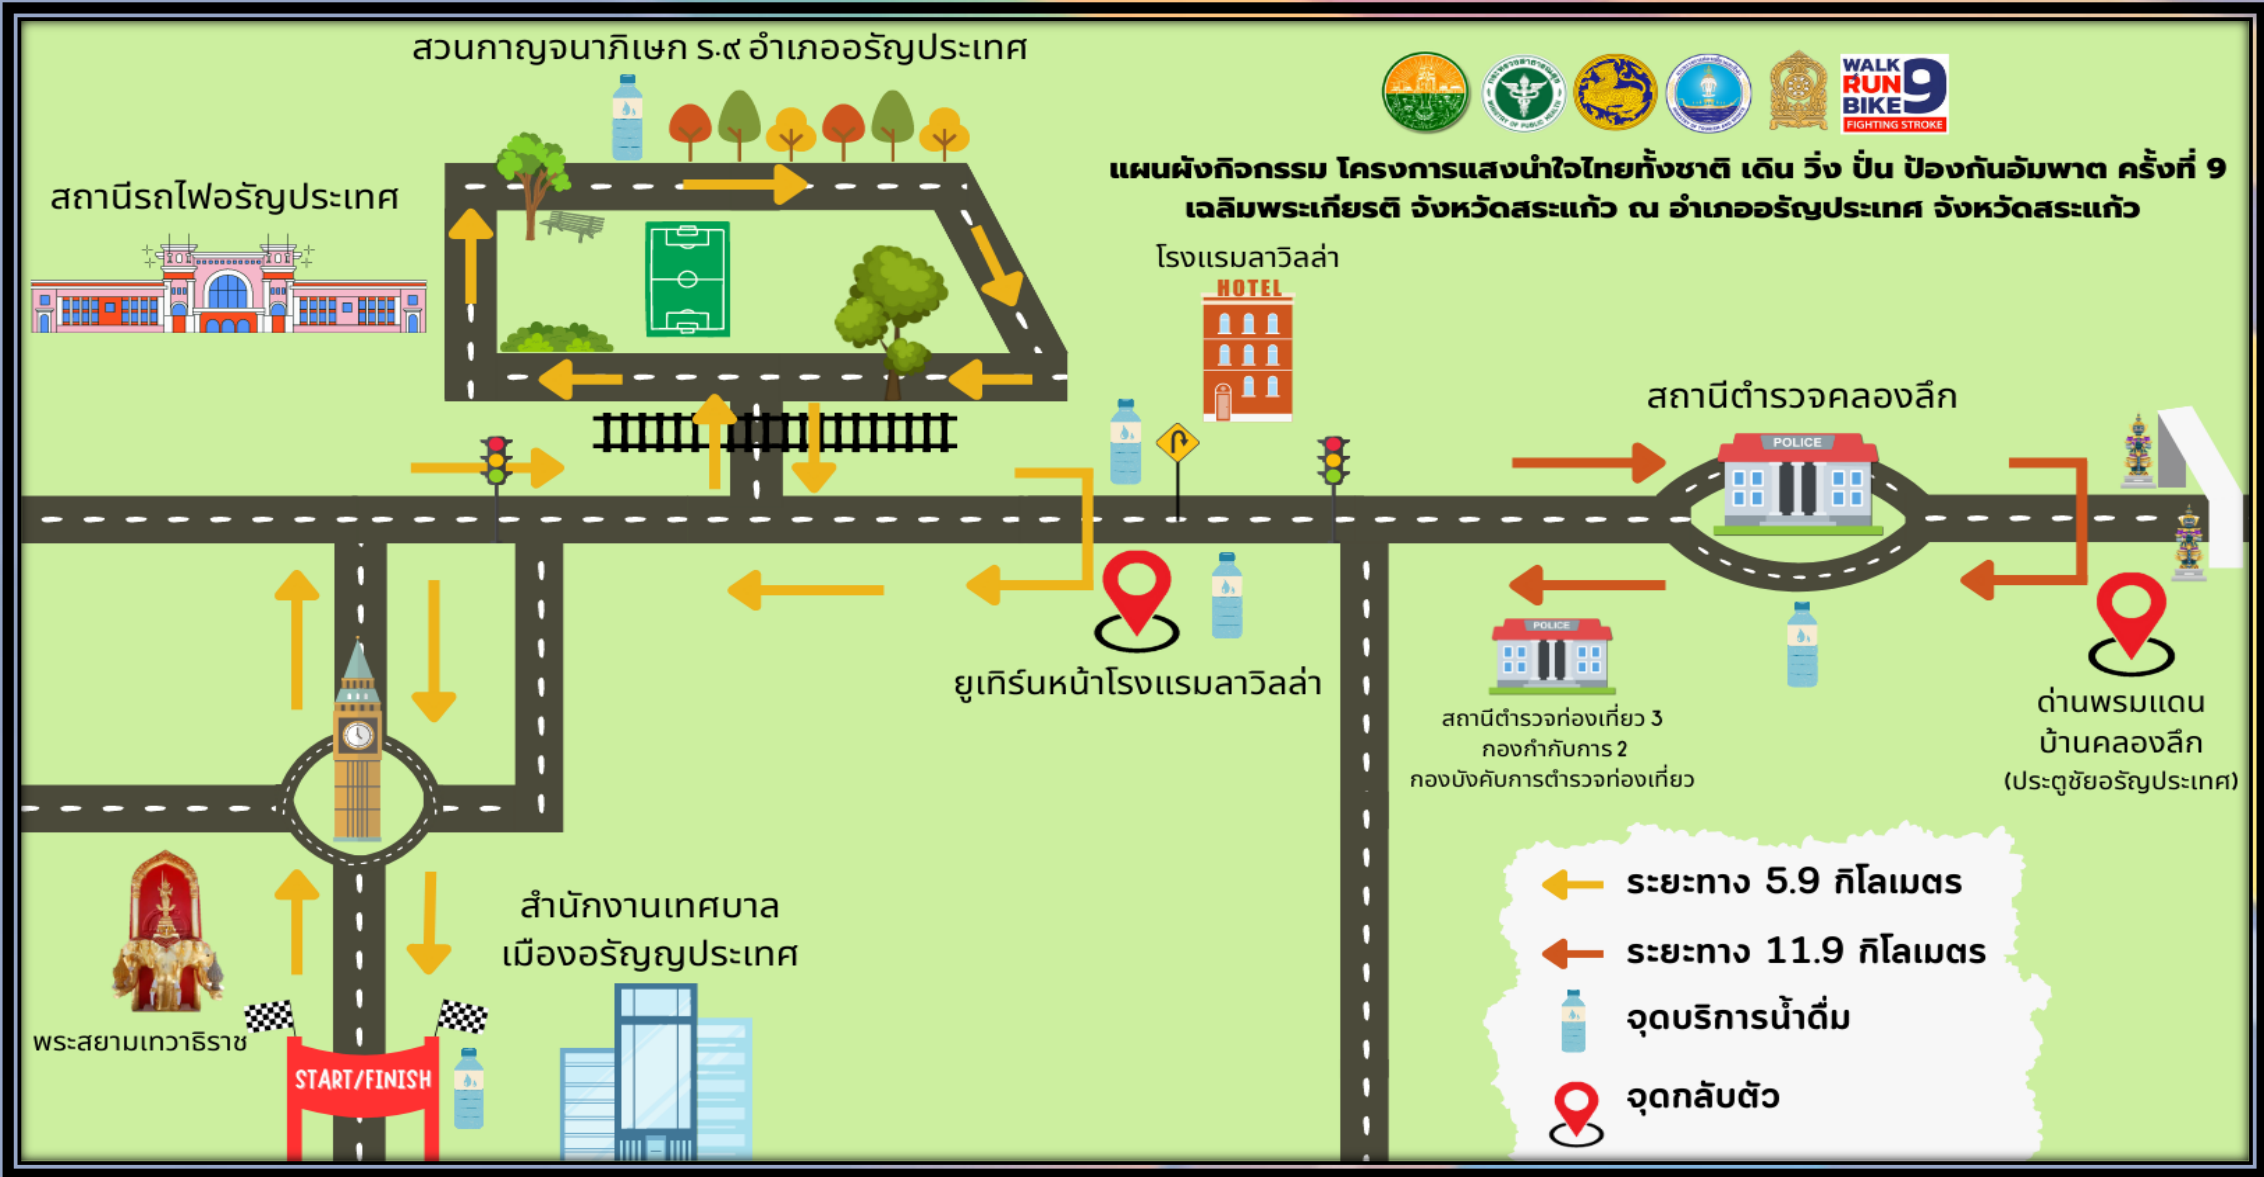 สวนกาญจนาภิเษก ร.๙ อำเภออรัญประเทศ
WALK
RUN
BIKE
9
FIGHTING STROKE
แผนผังกิจกรรม โครงการแสงนำใจไทยทั้งชาติ เดิน วิ่ง ปั่น ป้องกันอัมพาต ครั้งที่ 9
เฉลิมพระเกียรติ จังหวัดสระแก้ว ณ อำเภออรัญประเทศ จังหวัดสระแก้ว
สถานีรถไฟอรัญประเทศ
โรงแรมลาวิลล่า
HOTEL
สถานีตำรวจคลองลึก
POLICE
ยูเทิร์นหน้าโรงแรมลาวิลล่า
POLICE
สถานีตำรวจท่องเที่ยว 3
กองกำกับการ 2
กองบังคับการตำรวจท่องเที่ยว
ด่านพรมแดน
บ้านคลองลึก
(ประตูชัยอรัญประเทศ)
สำนักงานเทศบาล
เมืองอรัญญประเทศ
พระสยามเทวาธิราช
START/FINISH
ระยะทาง 5.9 กิโลเมตร
ระยะทาง 11.9 กิโลเมตร
จุดบริการน้ำดื่ม
จุดกลับตัว